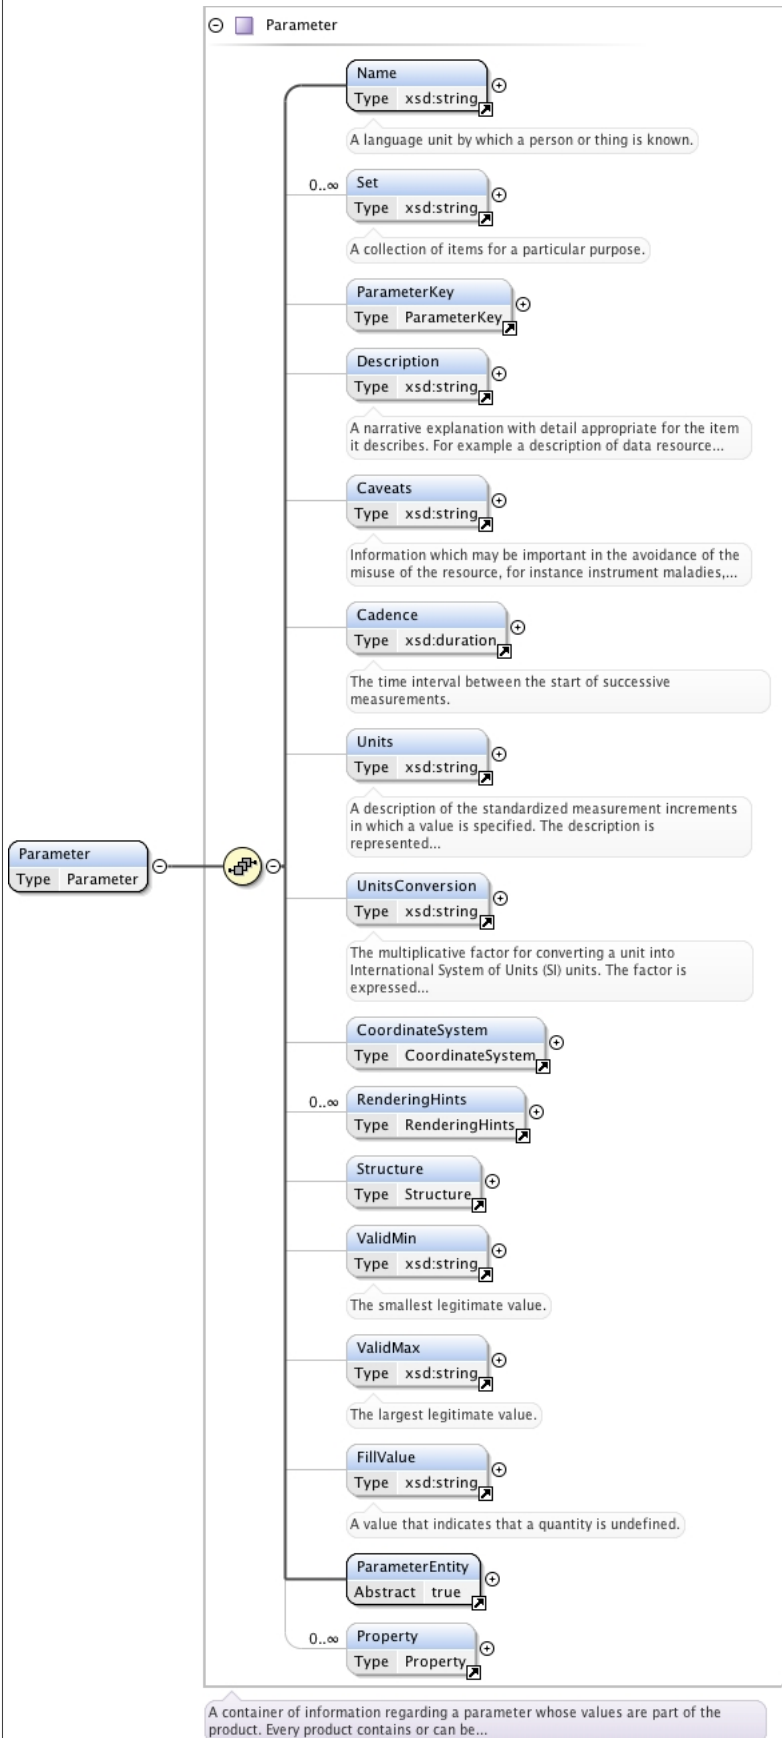 Parameter
Name
Type xsd:string
A language unit by which a person or thing is known.
0..∞
Set
Type xsd:string
A collection of items for a particular purpose.
ParameterKey
Type ParameterKey
Description
Type xsd:string
A narrative explanation with detail appropriate for the item
it describes. For example a description of data resource...
Caveats
Type xsd:string
Information which may be important in the avoidance of the
misuse of the resource, for instance instrument maladies,...
Cadence
Type xsd:duration
The time interval between the start of successive
measurements.
Units
Type xsd:string
A description of the standardized measurement increments
in which a value is specified. The description is
represented...
Parameter
Type Parameter
UnitsConversion
Type xsd:string
The multiplicative factor for converting a unit into
International System of Units (SI) units. The factor is
expressed...
CoordinateSystem
Type CoordinateSystem
0..∞
RenderingHints
Type RenderingHints
Structure
Type Structure
ValidMin
Type xsd:string
The smallest legitimate value.
ValidMax
Type xsd:string
The largest legitimate value.
FillValue
Type xsd:string
A value that indicates that a quantity is undefined.
ParameterEntity
Abstract true
0..∞
Property
Type Property
A container of information regarding a parameter whose values are part of the
product. Every product contains or can be...